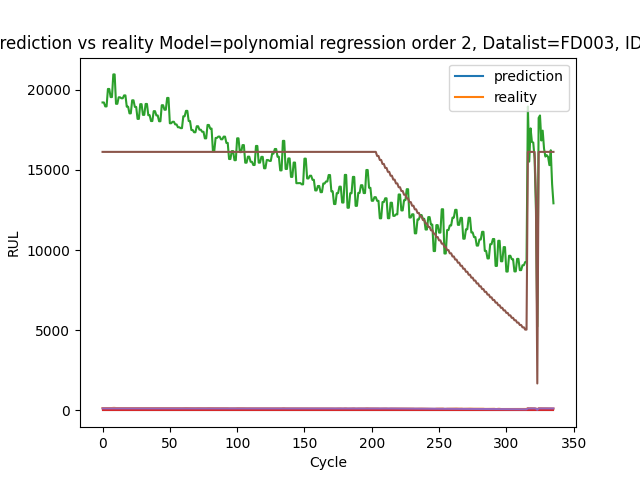 rediction vs reality Model=polynomial regression order 2, Datalist=FD003, ID
prediction
reality
20000
15000
10000
5000
0
RUL
0 50 100 150 200 250 300 350
Cycle